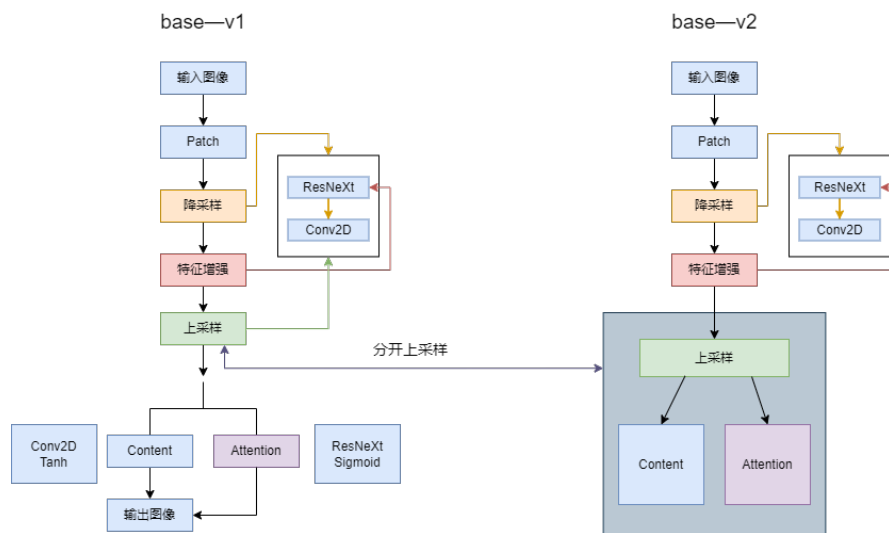 base—v1
输入图像
Patch
降采样
ResNeXt
Conv2D
特征增强
上采样
Conv2D
Tanh
Content
Attention
ResNeXt
Sigmoid
输出图像
分开上采样
base—v2
输入图像
Patch
降采样
ResNeXt
Conv2D
特征增强
上采样
Content
Attention